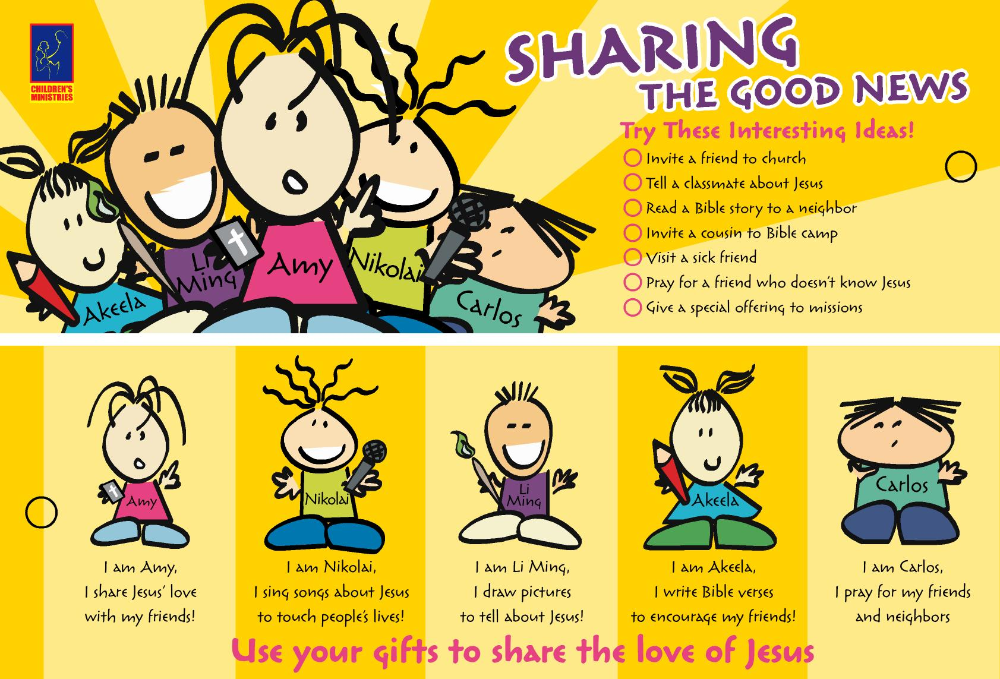 CHILDREN'S
MINISTRIES
SHARING
THE GOOD NEWS
Try These Interesting Ideas!
Invite a friend to church
Tell a classmate about Jesus
Read a Bible story to a neighbor
Invite a cousin to Bible camp
Visit a sick friend
Pray for a friend who doesn't know Jesus
Give a special offering to missions
Akeela
Li
Ming
Amy
Nikolai
Carlos
Amy
Nikolai
Li
Ming
Akeela
Carlos
I am Amy,
I share Jesus' love
with my friends!
I am Nikolai,
I sing songs about Jesus
to touch people's lives!
I am Li Ming,
I draw pictures
to tell about Jesus!
I am Akeela,
I write Bible verses
to encourage my friends!
I am Carlos,
I pray for my friends
and neighbors
Use your gifts to share the love of Jesus